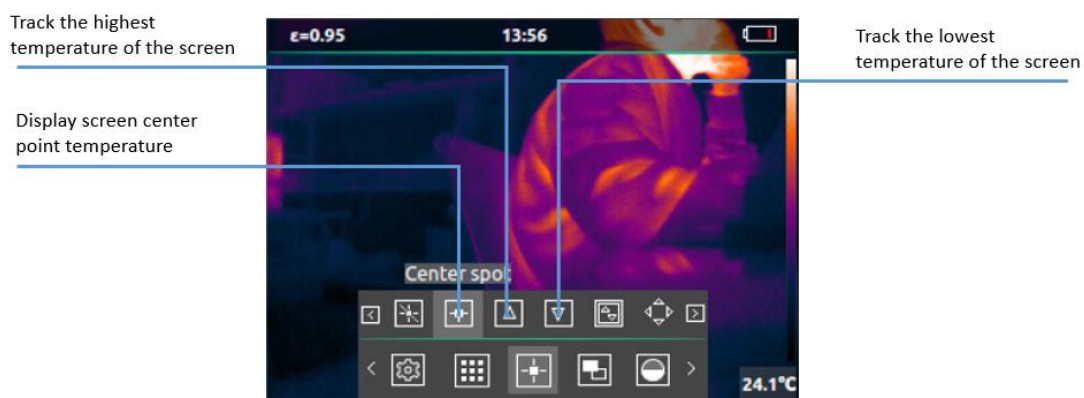 Track the highest
temperature of the screen
Display screen center
point temperature
ε=0.95
13:56
Center spot
24.1℃
Track the lowest
temperature of the screen